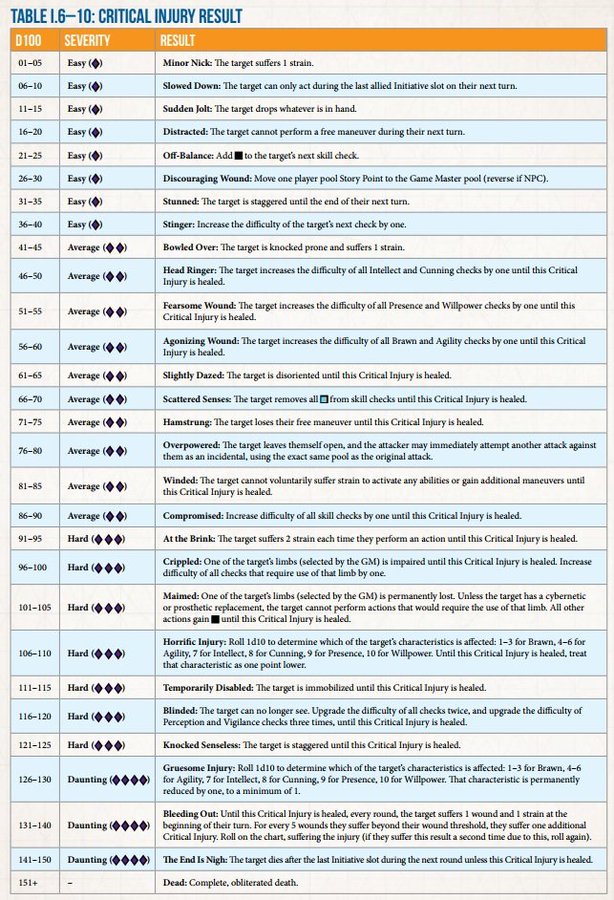 TABLE I.6–10: CRITICAL INJURY RESULT
D100 SEVERITY RESULT
01–05 Easy (♦) Minor Nick: The target suffers 1 strain.
06–10 Easy (♦) Slowed Down: The target can only act during the last allied Initiative slot on their next turn.
11–15 Easy (♦) Sudden Jolt: The target drops whatever is in hand.
16–20 Easy (♦) Distracted: The target cannot perform a free maneuver during their next turn.
21–25 Easy (♦) Off-Balance: Add ■ to the target's next skill check.
26–30 Easy (♦) Discouraging Wound: Move one player pool Story Point to the Game Master pool (reverse if NPC).
31–35 Easy (♦) Stunned: The target is staggered until the end of their next turn.
36–40 Easy (♦) Stinger: Increase the difficulty of the target's next check by one.
41–45 Average (♦♦) Bowled Over: The target is knocked prone and suffers 1 strain.
46–50 Average (♦♦) Head Ringer: The target increases the difficulty of all Intellect and Cunning checks by one until this Critical
Injury is healed.
51–55 Average (♦♦) Fearsome Wound: The target increases the difficulty of all Presence and Willpower checks by one until this
Critical Injury is healed.
56–60 Average (♦♦) Agonizing Wound: The target increases the difficulty of all Brawn and Agility checks by one until this Critical
Injury is healed.
61–65 Average (♦♦) Slightly Dazed: The target is disoriented until this Critical Injury is healed.
66–70 Average (♦♦) Scattered Senses: The target removes all □ from skill checks until this Critical Injury is healed.
71–75 Average (♦♦) Hamstrung: The target loses their free maneuver until this Critical Injury is healed.
76–80 Average (♦♦) Overpowered: The target leaves themself open, and the attacker may immediately attempt another attack against
them as an incidental, using the exact same pool as the original attack.
81–85 Average (♦♦) Winded: The target cannot voluntarily suffer strain to activate any abilities or gain additional maneuvers until
this Critical Injury is healed.
86–90 Average (♦♦) Compromised: Increase difficulty of all skill checks by one until this Critical Injury is healed.
91–95 Hard (♦♦♦) At the Brink: The target suffers 2 strain each time they perform an action until this Critical Injury is healed.
96–100 Hard (♦♦♦) Crippled: One of the target's limbs (selected by the GM) is impaired until this Critical Injury is healed. Increase
difficulty of all checks that require use of that limb by one.
101–105 Hard (♦♦♦) Maimed: One of the target's limbs (selected by the GM) is permanently lost. Unless the target has a cybernetic
or prosthetic replacement, the target cannot perform actions that would require the use of that limb. All other
actions gain ■ until this Critical Injury is healed.
106–110 Hard (♦♦♦) Horrific Injury: Roll 1d10 to determine which of the target's characteristics is affected: 1–3 for Brawn, 4–6 for
Agility, 7 for Intellect, 8 for Cunning, 9 for Presence, 10 for Willpower. Until this Critical Injury is healed, treat
that characteristic as one point lower.
111–115 Hard (♦♦♦) Temporarily Disabled: The target is immobilized until this Critical Injury is healed.
116–120 Hard (♦♦♦) Blinded: The target can no longer see. Upgrade the difficulty of all checks twice, and upgrade the difficulty of
Perception and Vigilance checks three times, until this Critical Injury is healed.
121–125 Hard (♦♦♦) Knocked Senseless: The target is staggered until this Critical Injury is healed.
126–130 Daunting (♦♦♦♦) Gruesome Injury: Roll 1d10 to determine which of the target's characteristics is affected: 1–3 for Brawn, 4–6
for Agility, 7 for Intellect, 8 for Cunning, 9 for Presence, 10 for Willpower. That characteristic is permanently
reduced by one, to a minimum of 1.
131–140 Daunting (♦♦♦♦) Bleeding Out: Until this Critical Injury is healed, every round, the target suffers 1 wound and 1 strain at the
beginning of their turn. For every 5 wounds they suffer beyond their wound threshold, they suffer one additional
Critical Injury. Roll on the chart, suffering the injury (if they suffer this result a second time due to this, roll again).
141–150 Daunting (♦♦♦♦) The End Is Nigh: The target dies after the last Initiative slot during the next round unless this Critical Injury is healed.
151+ – Dead: Complete, obliterated death.